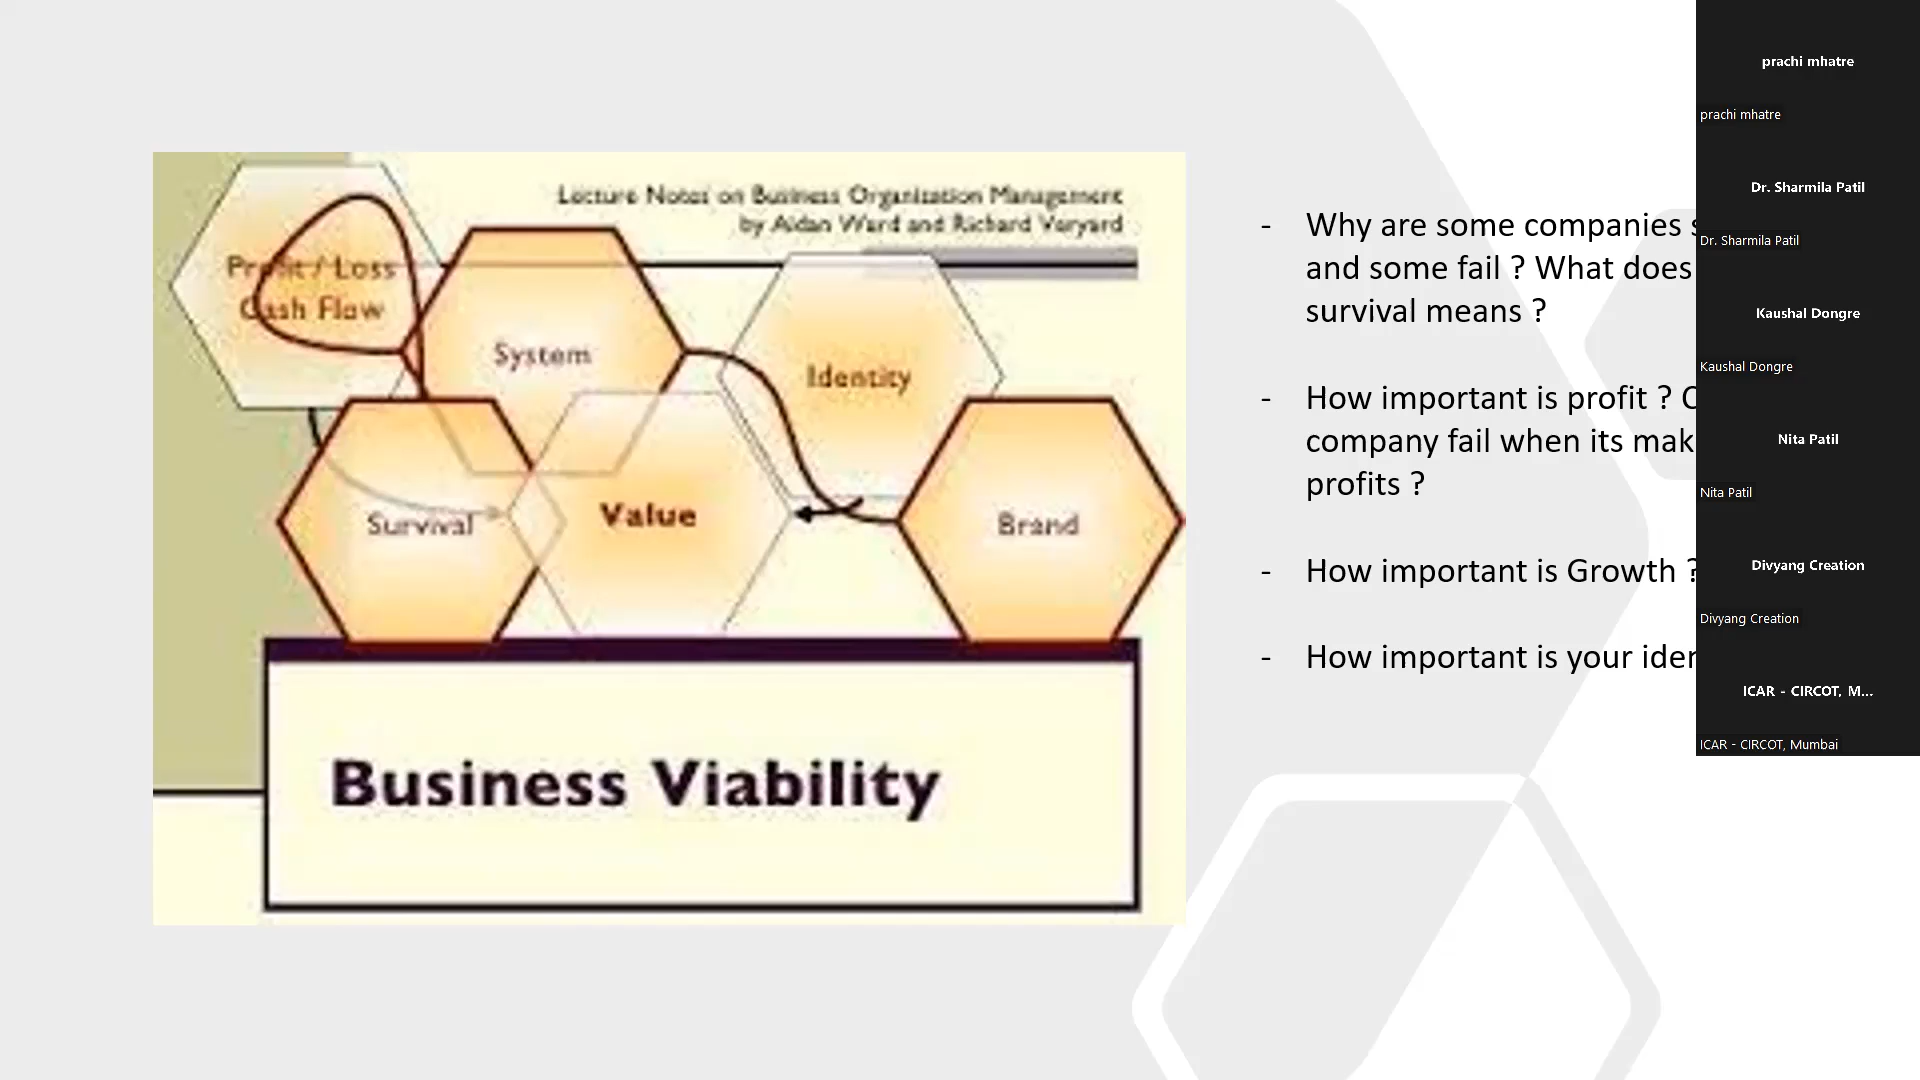 Lecture Notes on Business Organization Management
by Aidan Ward and Richard Veryard
Profit / Loss
Cash Flow
System
Identity
Survival
Value
Brand
Business Viability
- Why are some companies
and some fail ? What does
survival means ?
- How important is profit ?
company fail when its
profits ?
- How important is Growth ?
- How important is your
prachi mhatre
prachi mhatre
Dr. Sharmila Patil
Dr. Sharmila Patil
Kaushal Dongre
Kaushal Dongre
Nita Patil
Nita Patil
Divyang Creation
Divyang Creation
ICAR - CIRCOT, M...
ICAR - CIRCOT, Mumbai